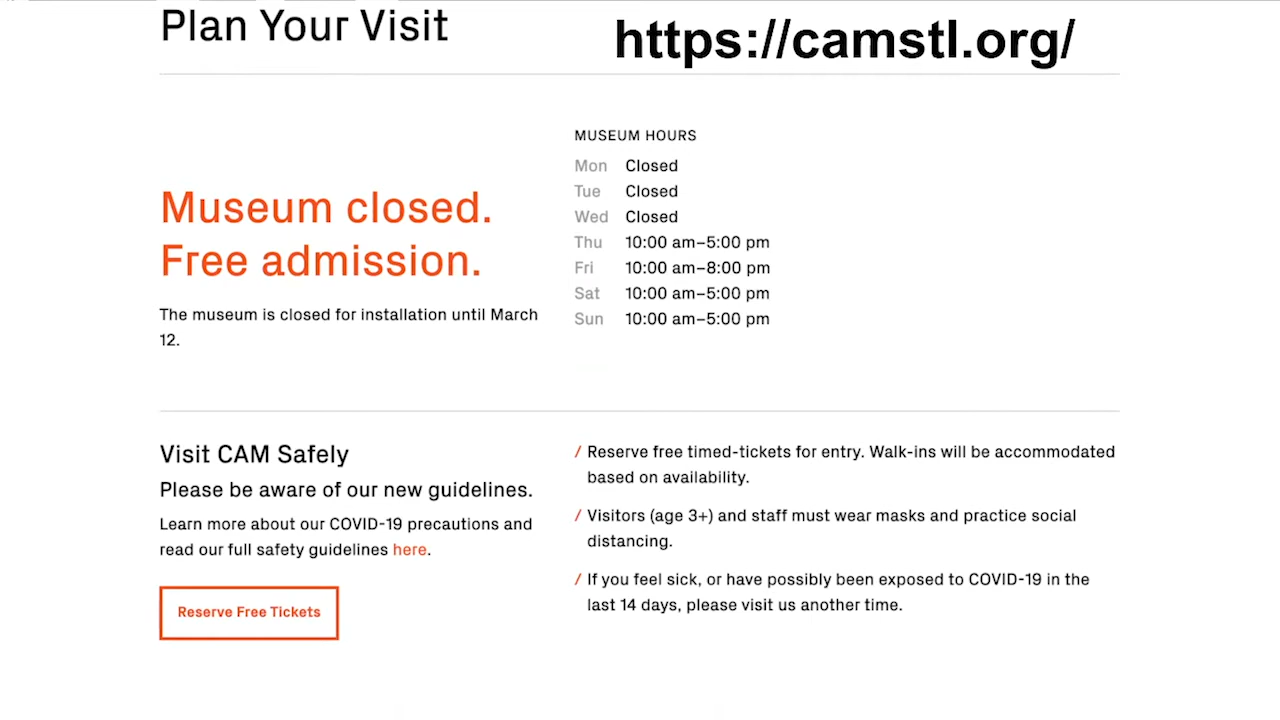 Plan Your Visit
https://camstl.org/
Museum closed.
Free admission.
The museum is closed for installation until March
12.
MUSEUM HOURS
Mon Closed
Tue Closed
Wed Closed
Thu 10:00 am–5:00 pm
Fri 10:00 am–8:00 pm
Sat 10:00 am–5:00 pm
Sun 10:00 am–5:00 pm
Visit CAM Safely
Please be aware of our new guidelines.
Learn more about our COVID-19 precautions and
read our full safety guidelines here.
Reserve Free Tickets
/ Reserve free timed-tickets for entry. Walk-ins will be accommodated
based on availability.
/ Visitors (age 3+) and staff must wear masks and practice social
distancing.
/ If you feel sick, or have possibly been exposed to COVID-19 in the
last 14 days, please visit us another time.